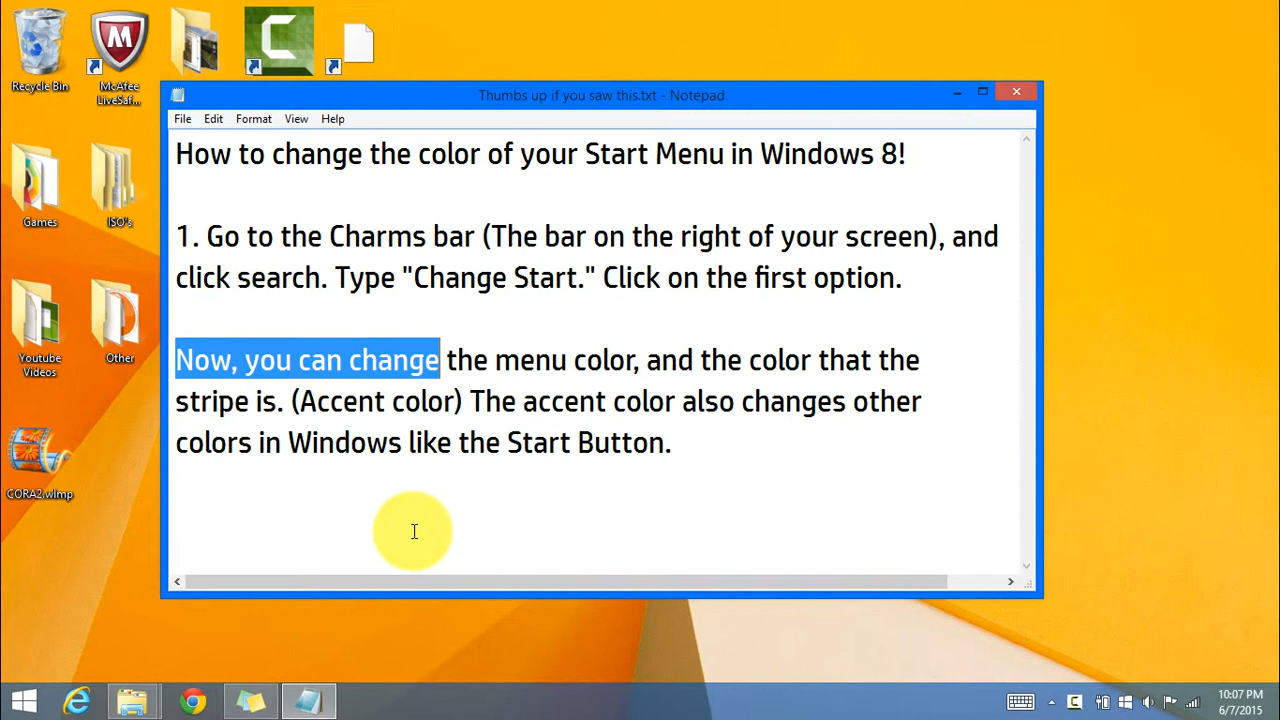 Recycle Bin
McAfee
LiveSaf...
Games
ISO's
Youtube
Videos
Other
CORA2.wlmp
Thumbs up if you saw this.txt - Notepad
File Edit Format View Help
How to change the color of your Start Menu in Windows 8!
1. Go to the Charms bar (The bar on the right of your screen), and
click search. Type "Change Start." Click on the first option.
Now, you can change the menu color, and the color that the
stripe is. (Accent color) The accent color also changes other
colors in Windows like the Start Button.
10:07 PM
6/7/2015